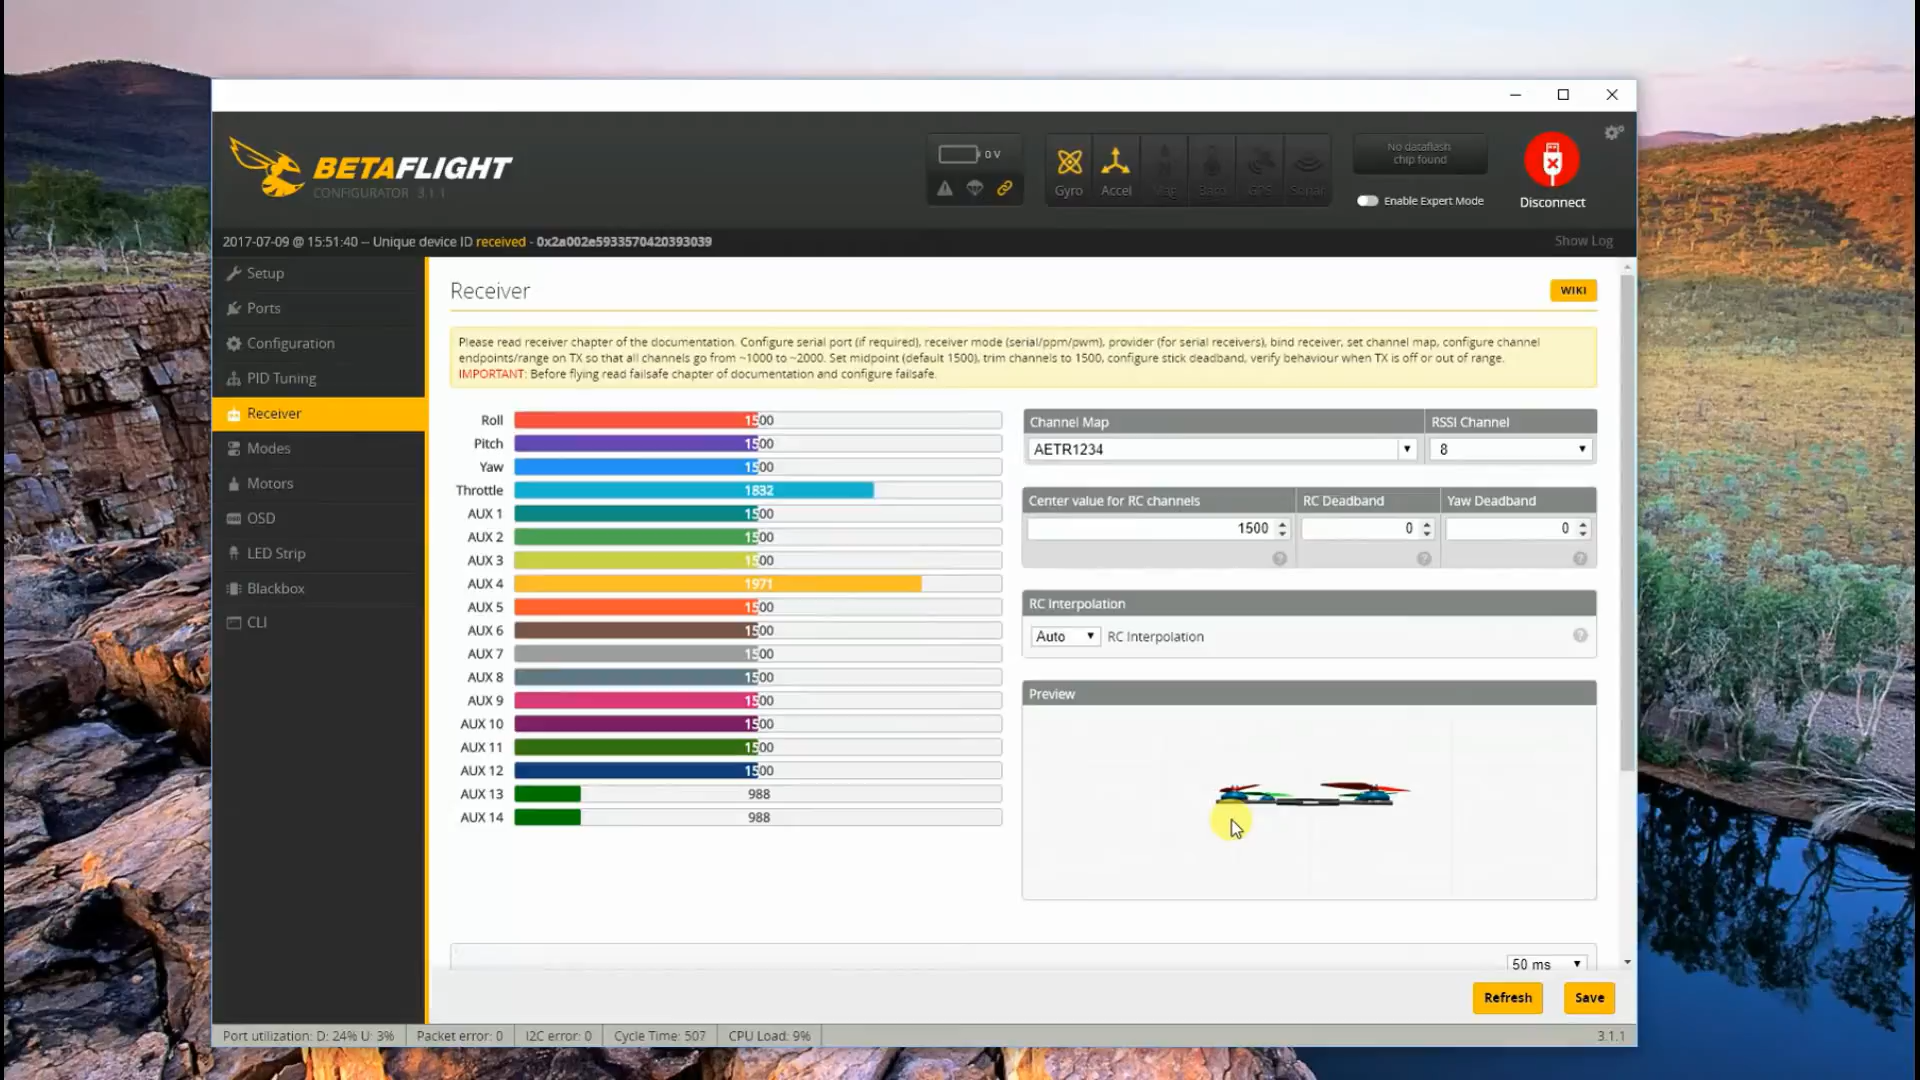 BETAFLIGHT
CONFIGURATOR 3.1.1
0 V
Gyro
Accel
Mag
Baro
GPS
Sonar
No dataflash
chip found
Enable Expert Mode
Disconnect
2017-07-09 @ 15:51:40 -- Unique device ID received - 0x2a002e5933570420393039
Show Log
Setup
Ports
Configuration
PID Tuning
Receiver
Modes
Motors
OSD
LED Strip
Blackbox
CLI
Receiver
WIKI
Please read receiver chapter of the documentation. Configure serial port (if required), receiver mode (serial/ppm/pwm), provider (for serial receivers), bind receiver, set channel map, configure channel
endpoints/range on TX so that all channels go from ~1000 to ~2000. Set midpoint (default 1500), trim channels to 1500, configure stick deadband, verify behaviour when TX is off or out of range.
IMPORTANT: Before flying read failsafe chapter of documentation and configure failsafe.
Roll 1500
Pitch 1500
Yaw 1500
Throttle 1832
AUX 1 1500
AUX 2 1500
AUX 3 1500
AUX 4 1971
AUX 5 1500
AUX 6 1500
AUX 7 1500
AUX 8 1500
AUX 9 1500
AUX 10 1500
AUX 11 1500
AUX 12 1500
AUX 13 988
AUX 14 988
Channel Map
RSSI Channel
AETR1234
8
Center value for RC channels
RC Deadband
Yaw Deadband
1500
0
0
RC Interpolation
Auto
RC Interpolation
Preview
50 ms
Refresh
Save
Port utilization: D: 24% U: 3%
Packet error: 0
I2C error: 0
Cycle Time: 507
CPU Load: 9%
3.1.1